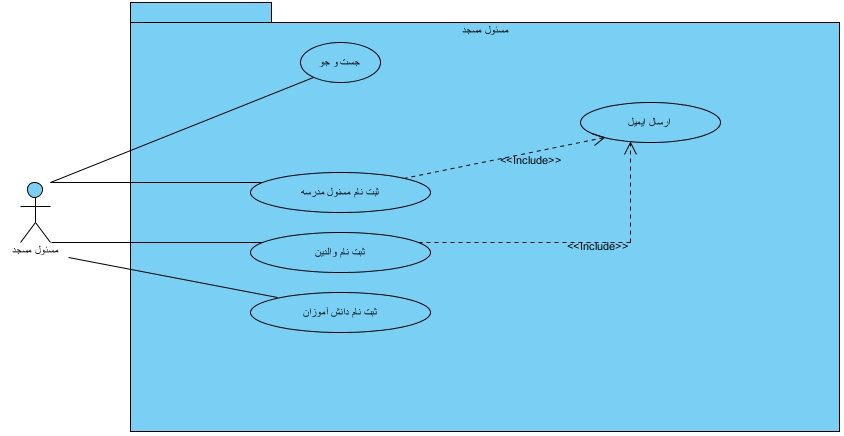 مسئول مسجد
جست و جو
ارسال ایمیل
<<Include>>
ثبت نام مسئول مدرسه
<<Include>>
ثبت نام والدین
مسئول مسجد
ثبت نام دانش آموزان